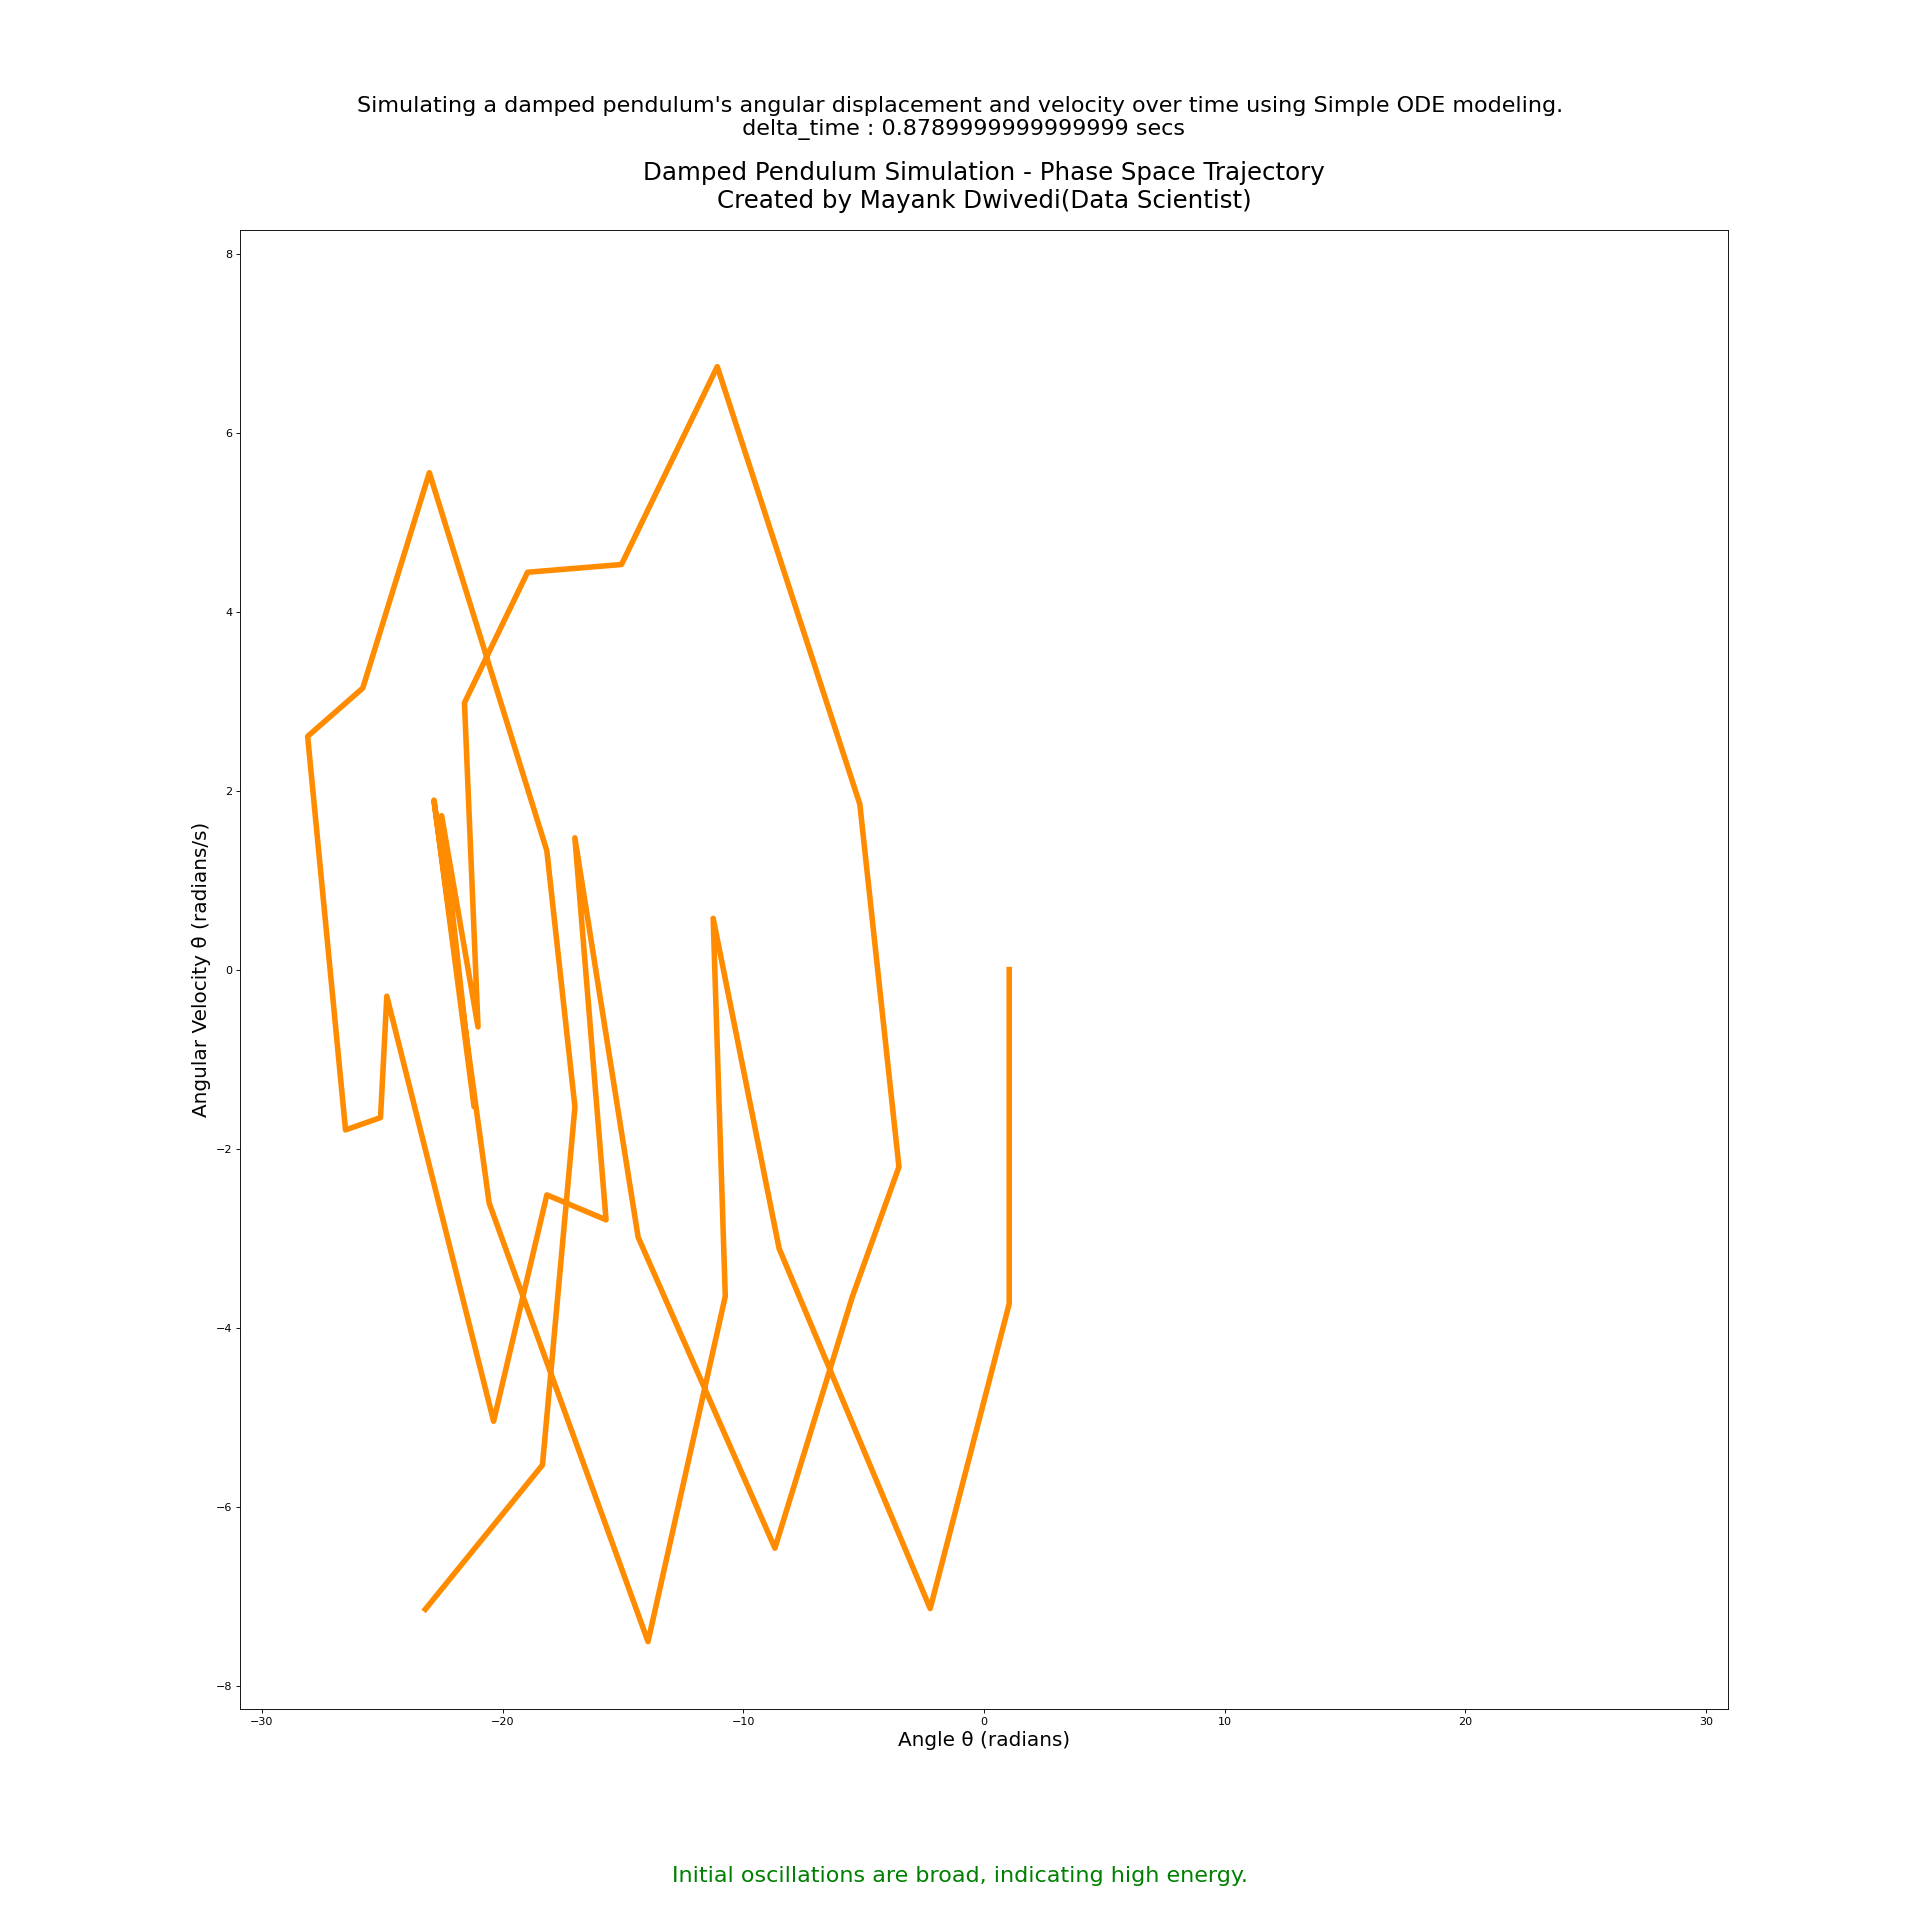 Simulating a damped pendulum's angular displacement and velocity over time using Simple ODE modeling.
delta_time : 0.8789999999999999 secs
Damped Pendulum Simulation - Phase Space Trajectory
Created by Mayank Dwivedi(Data Scientist)
8
6
4
2
0
−2
−4
−6
−8
Angular Velocity θ̇ (radians/s)
−30
−20
−10
0
10
20
30
Angle θ (radians)
Initial oscillations are broad, indicating high energy.